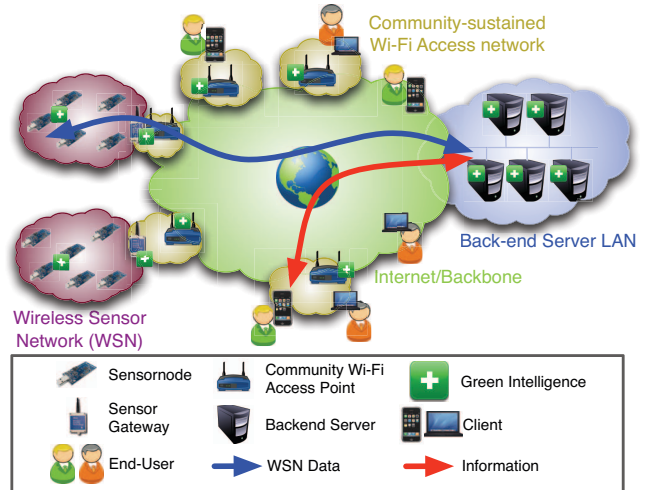 Community-sustained
Wi-Fi Access network
Back-end Server LAN
Internet/Backbone
Wireless Sensor
Network (WSN)
Sensornode
Community Wi-Fi
Access Point
Green Intelligence
Sensor
Gateway
Backend Server
Client
End-User
WSN Data
Information